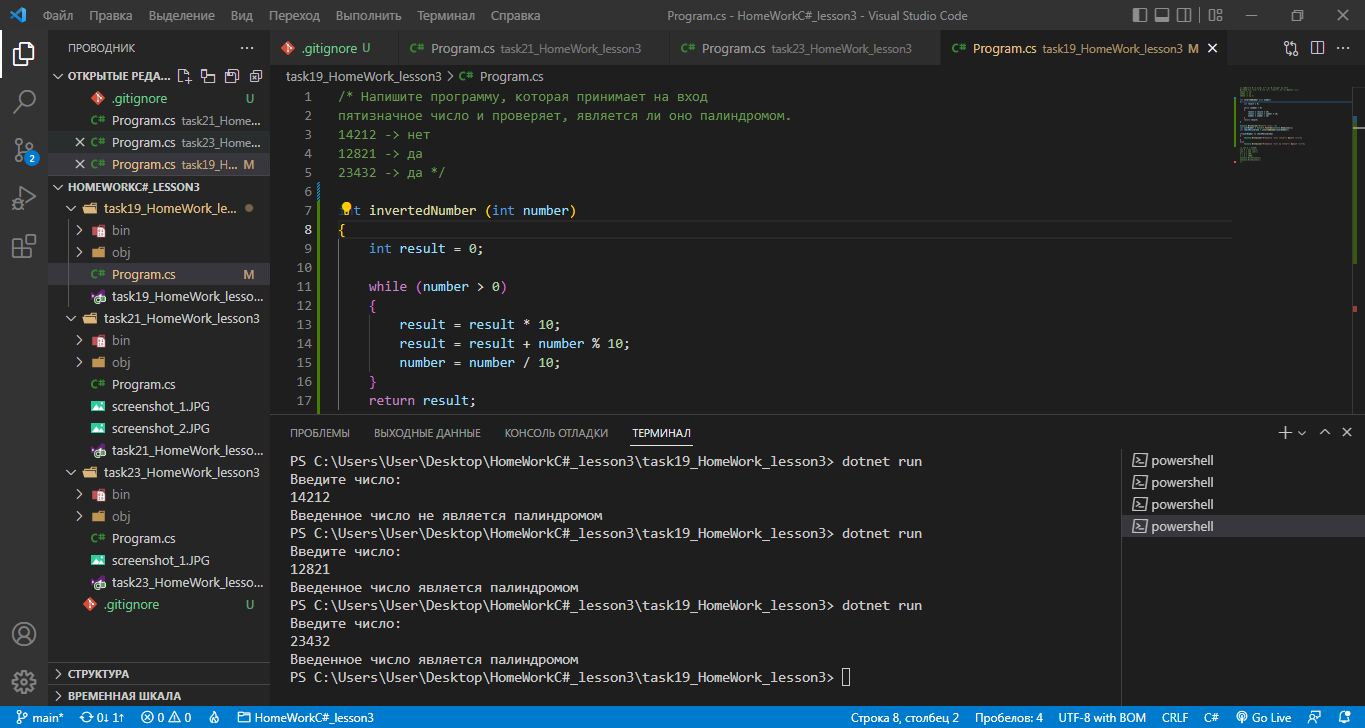 Файл Правка Выделение Вид Переход Выполнить Терминал Справка Program.cs - HomeWorkC#_lesson3 - Visual Studio Code
ПРОВОДНИК ...
ОТКРЫТЫЕ РЕДА...
.gitignore U
C# Program.cs task21_Home...
C# Program.cs task23_Home...
C# Program.cs task19_H... M
HOMEWORKC#_LESSON3
task19_HomeWork_le...
bin
obj
C# Program.cs M
task19_HomeWork_lesso...
task21_HomeWork_lesson3
bin
obj
C# Program.cs
screenshot_1.JPG
screenshot_2.JPG
task21_HomeWork_lesso...
task23_HomeWork_lesson3
bin
obj
C# Program.cs
screenshot_1.JPG
task23_HomeWork_lesso...
.gitignore U
СТРУКТУРА
ВРЕМЕННАЯ ШКАЛА
2
.gitignore U C# Program.cs task21_HomeWork_lesson3 C# Program.cs task23_HomeWork_lesson3 C# Program.cs task19_HomeWork_lesson3 M
task19_HomeWork_lesson3 > C# Program.cs
1 /* Напишите программу, которая принимает на вход
2 пятизначное число и проверяет, является ли оно палиндромом.
3 14212 -> нет
4 12821 -> да
5 23432 -> да */
6
7 t invertedNumber (int number)
8 {
9 int result = 0;
10
11 while (number > 0)
12 {
13 result = result * 10;
14 result = result + number % 10;
15 number = number / 10;
16 }
17 return result;
ПРОБЛЕМЫ ВЫХОДНЫЕ ДАННЫЕ КОНСОЛЬ ОТЛАДКИ ТЕРМИНАЛ
PS C:\Users\User\Desktop\HomeWorkC#_lesson3\task19_HomeWork_lesson3> dotnet run
Введите число:
14212
Введенное число не является палиндромом
PS C:\Users\User\Desktop\HomeWorkC#_lesson3\task19_HomeWork_lesson3> dotnet run
Введите число:
12821
Введенное число является палиндромом
PS C:\Users\User\Desktop\HomeWorkC#_lesson3\task19_HomeWork_lesson3> dotnet run
Введите число:
23432
Введенное число является палиндромом
PS C:\Users\User\Desktop\HomeWorkC#_lesson3\task19_HomeWork_lesson3>
powershell
powershell
powershell
powershell
main* 0↓ 1↑ 0 0 HomeWorkC#_lesson3 Строка 8, столбец 2 Пробелов: 4 UTF-8 with BOM CRLF C# Go Live